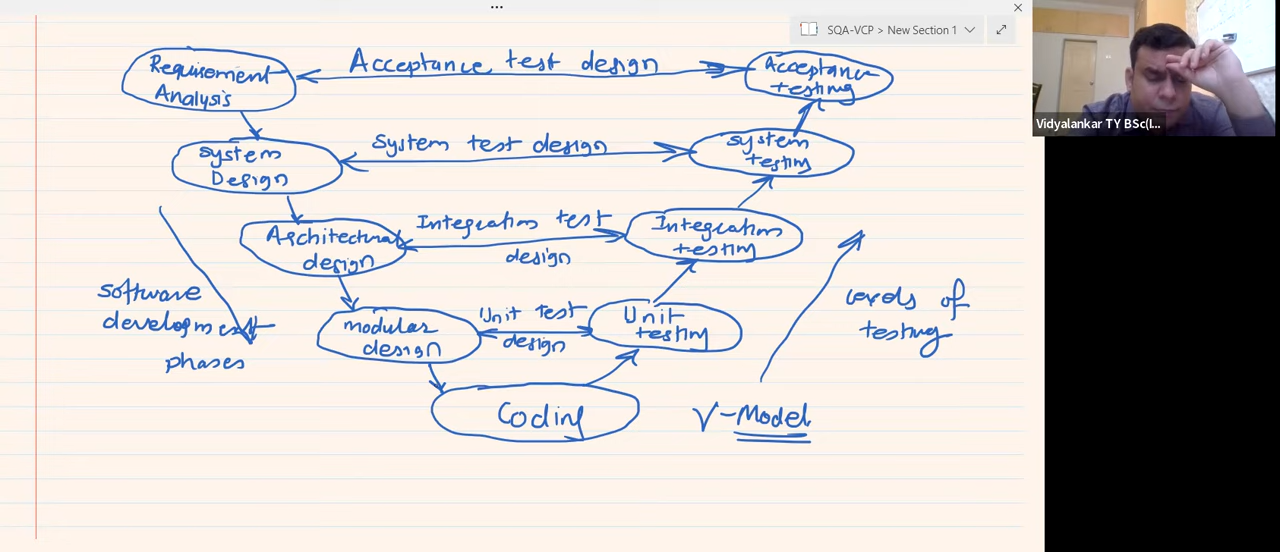 SQA-VCP > New Section 1
Requirement
Analysis
Acceptance test design
Acceptance
testing
System
Design
System test design
System
testing
Architectural
design
Integration test
design
Integration
testing
software
development
phases
modular
design
Unit test
design
Unit
testing
Levels of
testing
Coding
V-Model
Vidyalankar TY BSc(I...